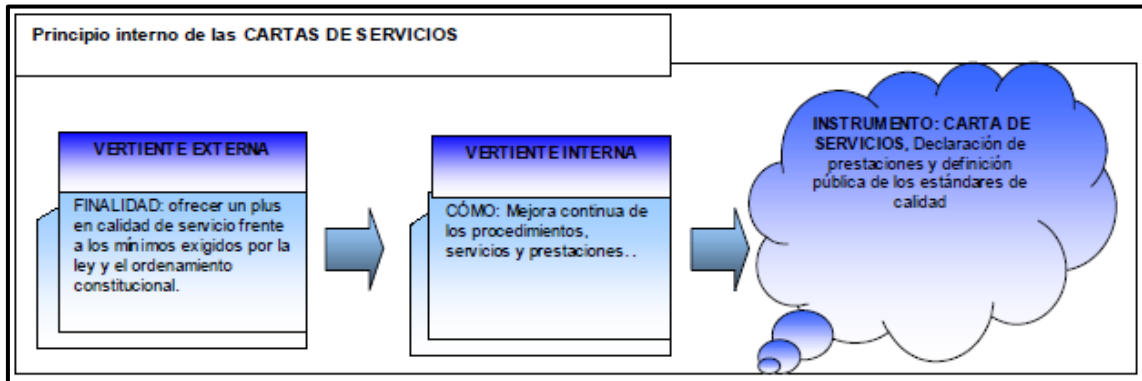 Principio interno de las CARTAS DE SERVICIOS
VERTIENTE EXTERNA
FINALIDAD: ofrecer un plus
en calidad de servicio frente
a los mínimos exigidos por la
ley y el ordenamiento
constitucional.
VERTIENTE INTERNA
CÓMO: Mejora continua de
los procedimientos,
servicios y prestaciones. .
INSTRUMENTO: CARTA DE
SERVICIOS, Declaración de
prestaciones y definición
pública de los estándares de
calidad